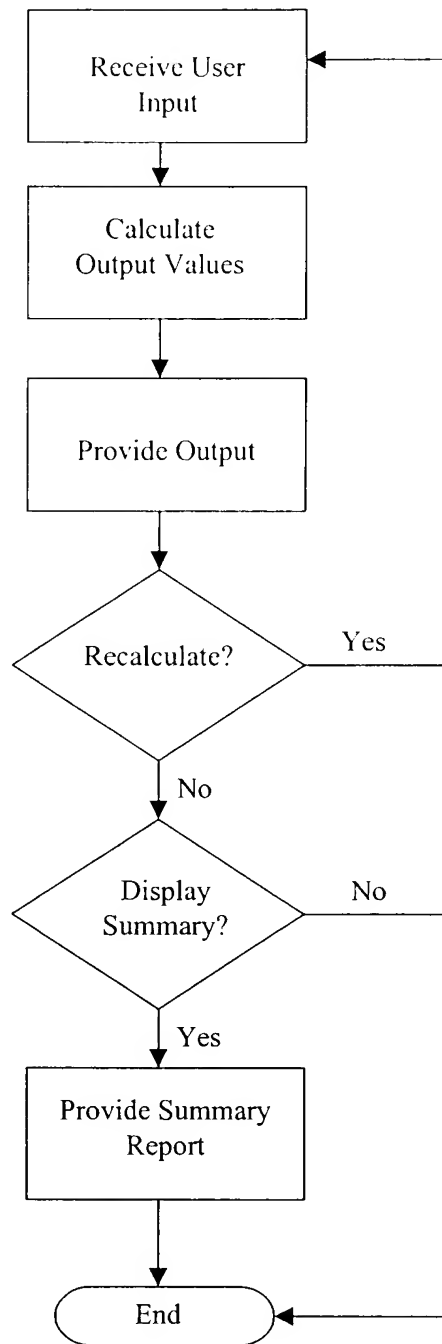 Receive User
Input
Calculate
Output Values
Provide Output
Recalculate?
Yes
No
Display
Summary?
No
Yes
Provide Summary
Report
End